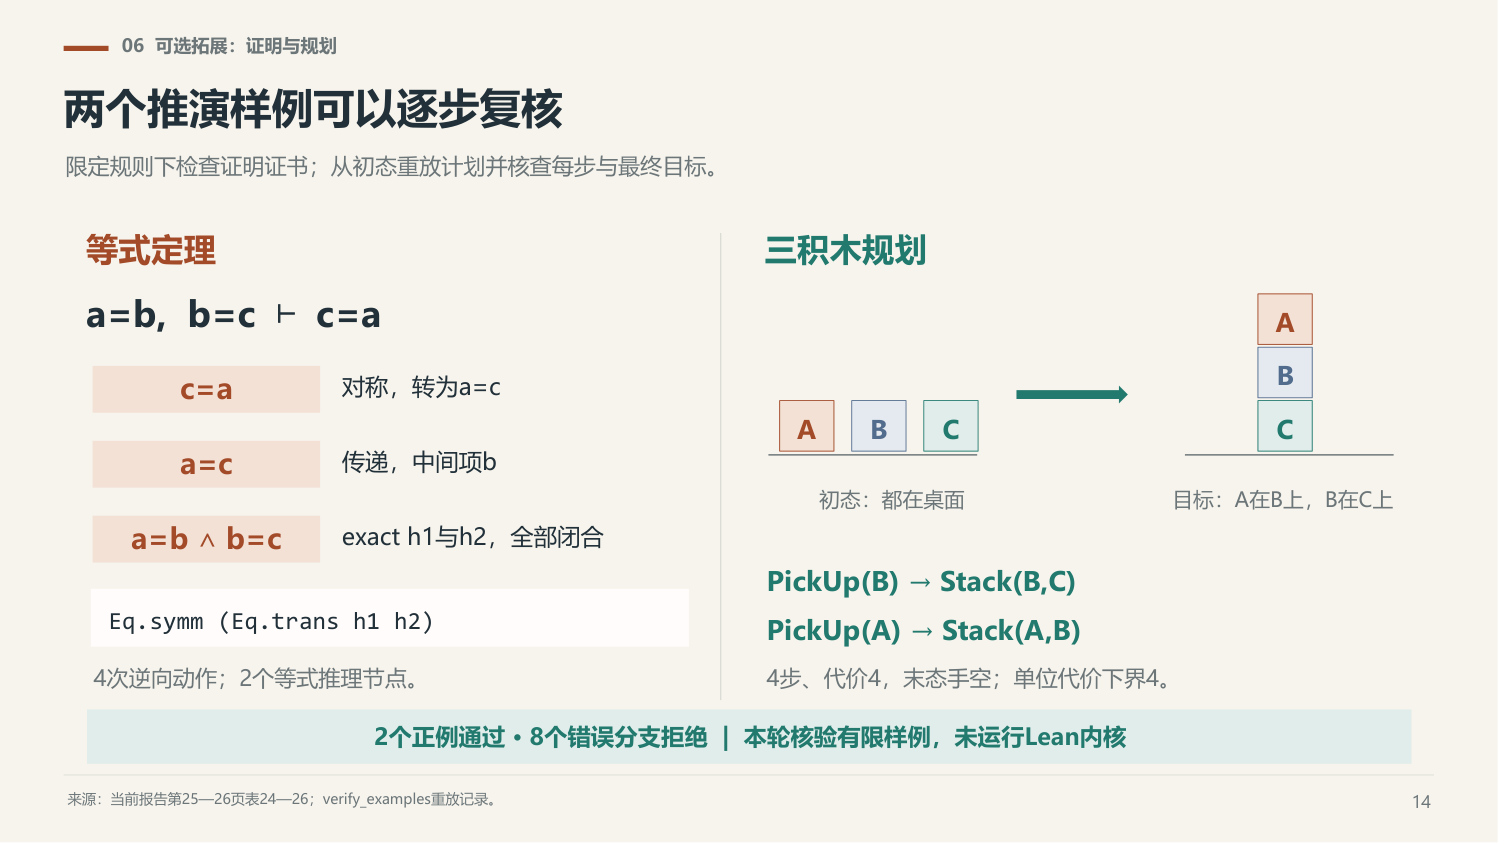 06 可选拓展：证明与规划
两个推演样例可以逐步复核
限定规则下检查证明证书；从初态重放计划并核查每步与最终目标。
等式定理
a=b, b=c ⊢ c=a
c=a 对称，转为a=c
a=c 传递，中间项b
a=b ∧ b=c exact h1与h2，全部闭合
Eq.symm (Eq.trans h1 h2)
4次逆向动作；2个等式推理节点。
三积木规划
A B C
初态：都在桌面
A
B
C
目标：A在B上，B在C上
PickUp(B) → Stack(B,C)
PickUp(A) → Stack(A,B)
4步、代价4，末态手空；单位代价下界4。
2个正例通过 • 8个错误分支拒绝 | 本轮核验有限样例，未运行Lean内核
来源：当前报告第25—26页表24—26；verify_examples重放记录。
14